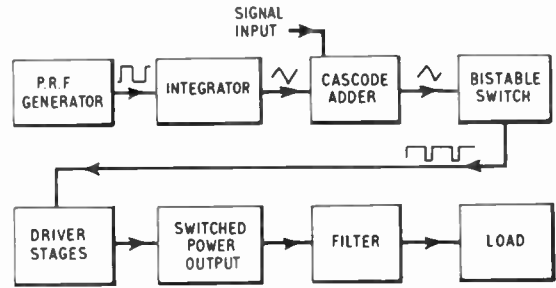 SIGNAL
INPUT
P.R.F
GENERATOR
INTEGRATOR
CASCODE
ADDER
BISTABLE
SWITCH
DRIVER
STAGES
SWITCHED
POWER
OUTPUT
FILTER
LOAD